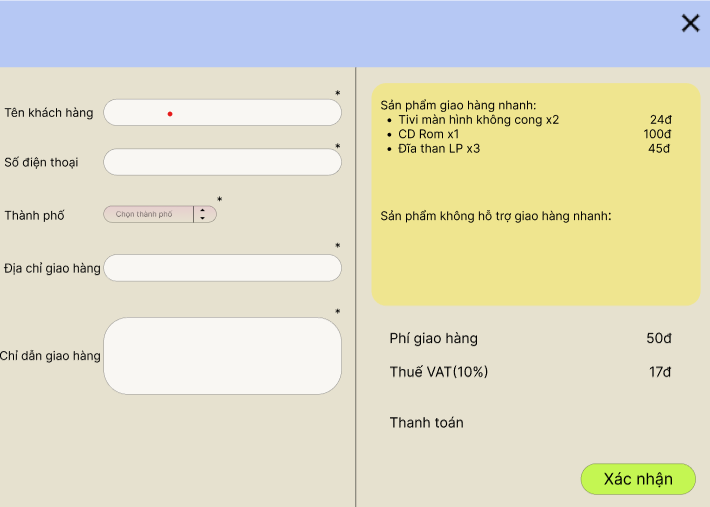 Tên khách hàng *
Số điện thoại *
Thành phố Chọn thành phố *
Địa chỉ giao hàng *
Chỉ dẫn giao hàng *
Sản phẩm giao hàng nhanh:
• Tivi màn hình không cong x2 24đ
• CD Rom x1 100đ
• Đĩa than LP x3 45đ
Sản phẩm không hỗ trợ giao hàng nhanh:
Phí giao hàng 50đ
Thuế VAT(10%) 17đ
Thanh toán
Xác nhận